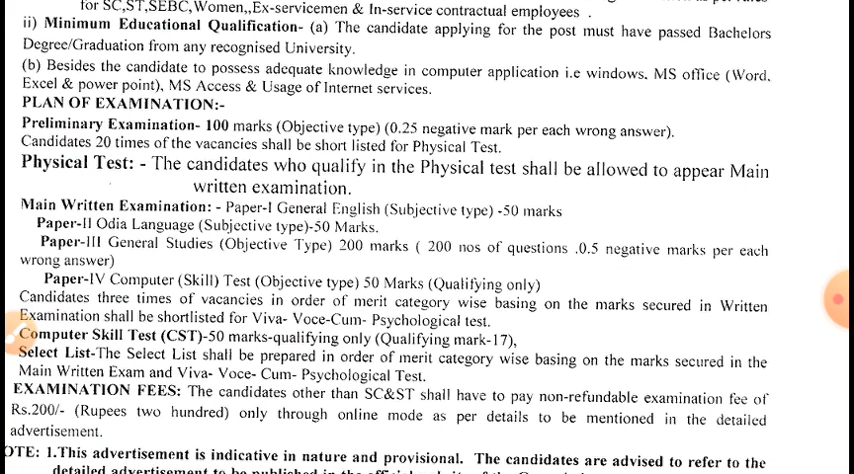 for SC,ST,SEBC,Women,,Ex-servicemen & In-service contractual employees .
ii) Minimum Educational Qualification- (a) The candidate applying for the post must have passed Bachelors
Degree/Graduation from any recognised University.
(b) Besides the candidate to possess adequate knowledge in computer application i.e windows. MS office (Word.
Excel & power point), MS Access & Usage of Internet services.
PLAN OF EXAMINATION:-
Preliminary Examination- 100 marks (Objective type) (0.25 negative mark per each wrong answer).
Candidates 20 times of the vacancies shall be short listed for Physical Test.
Physical Test: - The candidates who qualify in the Physical test shall be allowed to appear Main
written examination.
Main Written Examination: - Paper-I General English (Subjective type) -50 marks
Paper-II Odia Language (Subjective type)-50 Marks.
Paper-III General Studies (Objective Type) 200 marks ( 200 nos of questions .0.5 negative marks per each
wrong answer)
Paper-IV Computer (Skill) Test (Objective type) 50 Marks (Qualifying only)
Candidates three times of vacancies in order of merit category wise basing on the marks secured in Written
Examination shall be shortlisted for Viva- Voce-Cum- Psychological test.
Computer Skill Test (CST)-50 marks-qualifying only (Qualifying mark-17),
Select List-The Select List shall be prepared in order of merit category wise basing on the marks secured in the
Main Written Exam and Viva- Voce- Cum- Psychological Test.
EXAMINATION FEES: The candidates other than SC&ST shall have to pay non-refundable examination fee of
Rs.200/- (Rupees two hundred) only through online mode as per details to be mentioned in the detailed
advertisement.
OTE: 1.This advertisement is indicative in nature and provisional. The candidates are advised to refer to the
detailed advertisement to be published in the